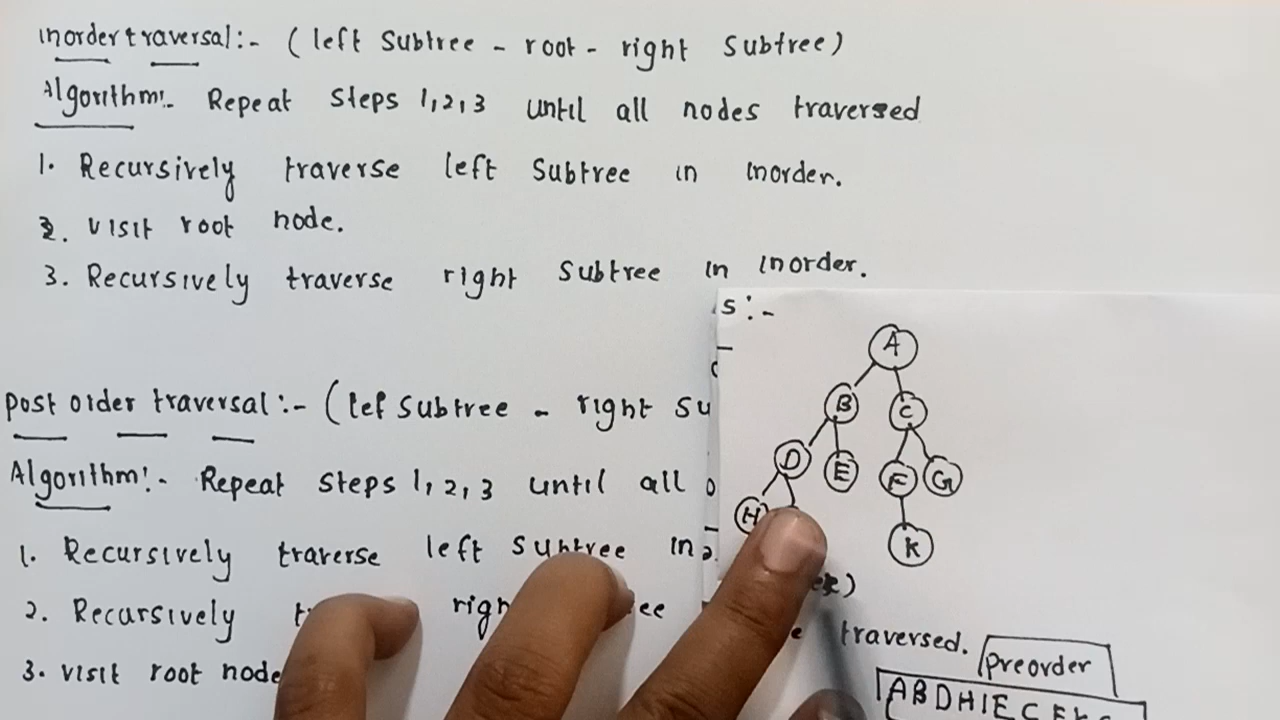 Inorder traversal:- (left Subtree - root - right Subtree)
Algorithm:- Repeat Steps 1,2,3 until all nodes traversed
1. Recursively traverse left Subtree in Inorder.
2. visit root node.
3. Recursively traverse right Subtree in Inorder.
s:-
A
B C
D E F G
H K
post order traversal:- (lef Subtree - right su
Algorithm:- Repeat Steps 1, 2, 3 until all
1. Recursively traverse left Subtree in
2. Recursively
3. visit root node
traversed.
preorder
ABDHIEC